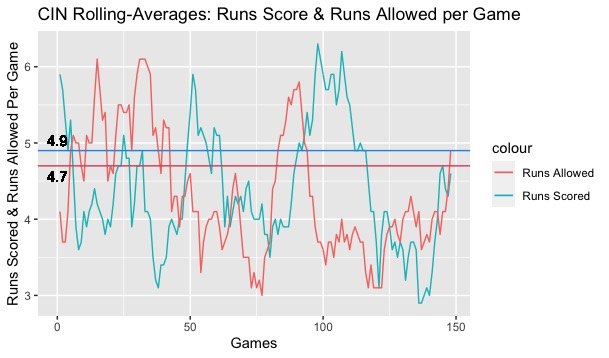 CIN Rolling-Averages: Runs Score & Runs Allowed per Game
Runs Scored & Runs Allowed Per Game
6
5
4
3
4.9
4.7
0
50
100
150
Games
colour
Runs Allowed
Runs Scored